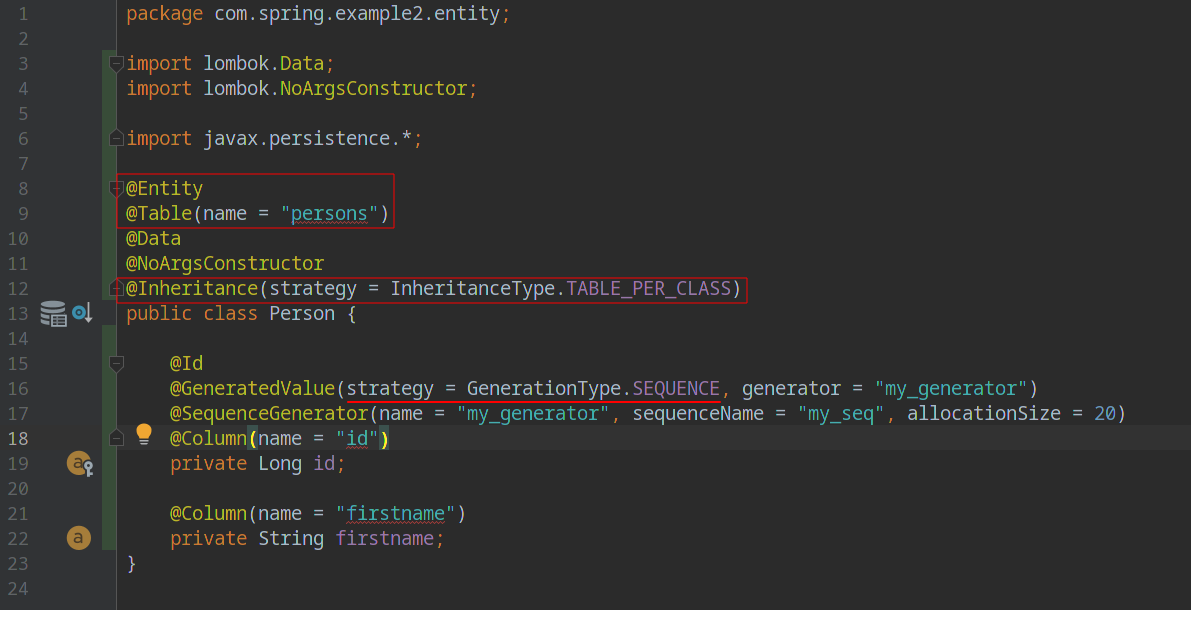 1 package com.spring.example2.entity;
2
3 import lombok.Data;
4 import lombok.NoArgsConstructor;
5
6 import javax.persistence.*;
7
8 @Entity
9 @Table(name = "persons")
10 @Data
11 @NoArgsConstructor
12 @Inheritance(strategy = InheritanceType.TABLE_PER_CLASS)
13 public class Person {
14
15 @Id
16 @GeneratedValue(strategy = GenerationType.SEQUENCE, generator = "my_generator")
17 @SequenceGenerator(name = "my_generator", sequenceName = "my_seq", allocationSize = 20)
18 @Column(name = "id")
19 private Long id;
20
21 @Column(name = "firstname")
22 private String firstname;
23 }
24